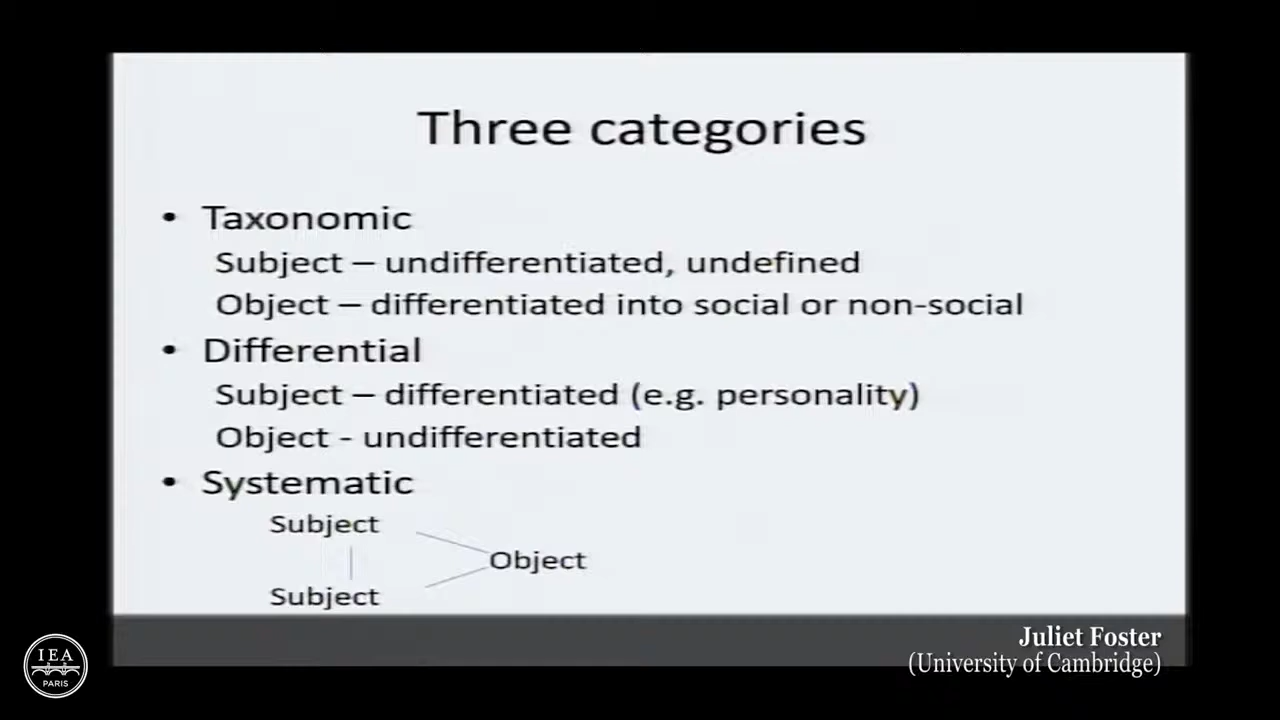 Three categories
• Taxonomic
Subject – undifferentiated, undefined
Object – differentiated into social or non-social
• Differential
Subject – differentiated (e.g. personality)
Object - undifferentiated
• Systematic
Subject
Object
Subject
Juliet Foster
(University of Cambridge)
IEA
PARIS